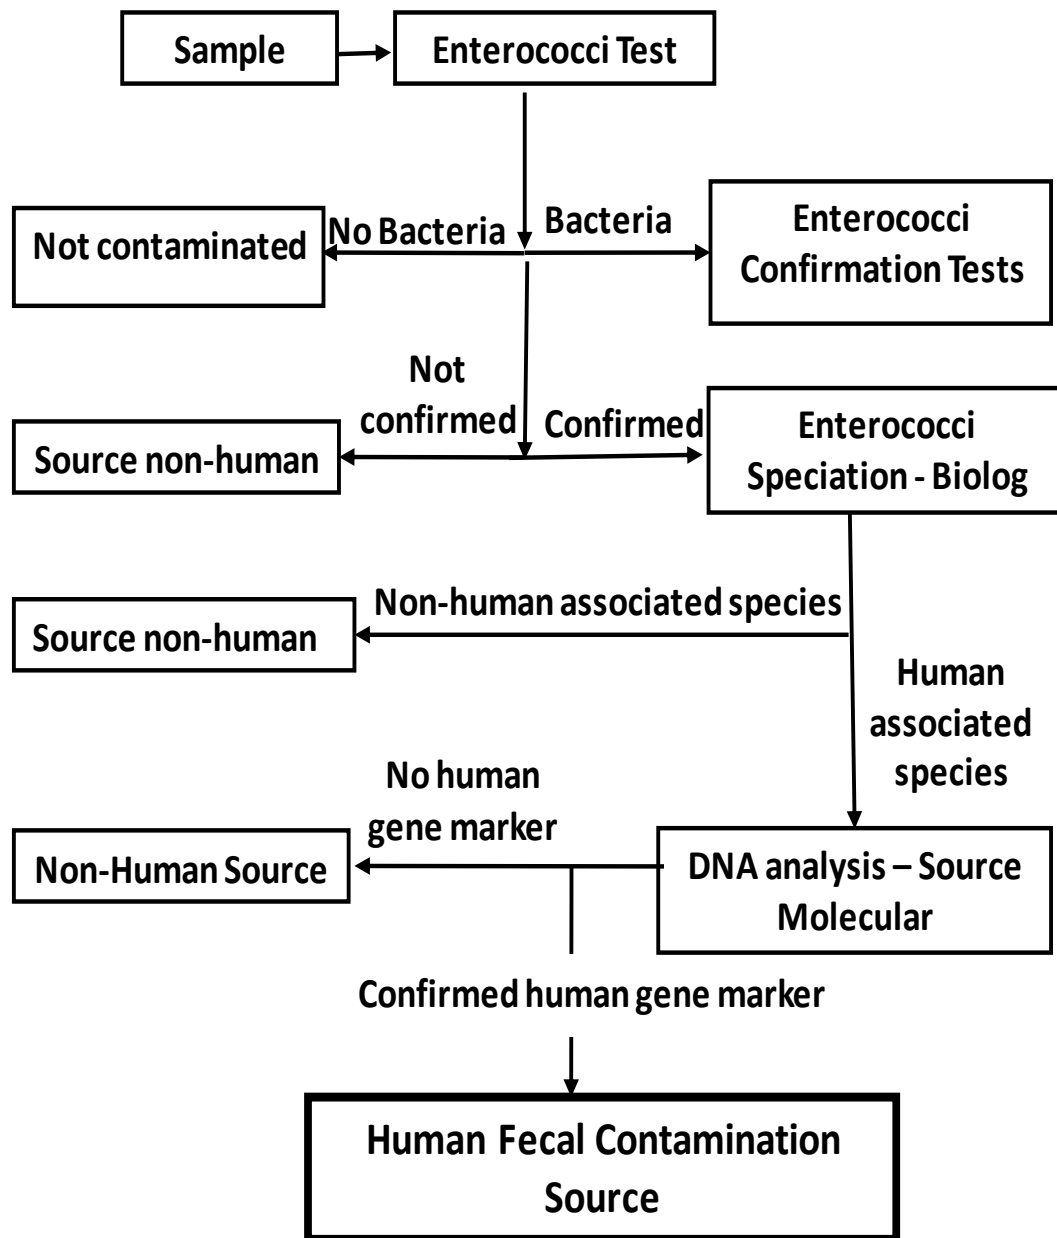 Sample
Enterococci Test
Not contaminated
No Bacteria
Bacteria
Enterococci
Confirmation Tests
Not
confirmed
Confirmed
Source non-human
Enterococci
Speciation - Biolog
Non-human associated species
Source non-human
Human
associated
species
No human
gene marker
Non-Human Source
DNA analysis – Source
Molecular
Confirmed human gene marker
Human Fecal Contamination
Source